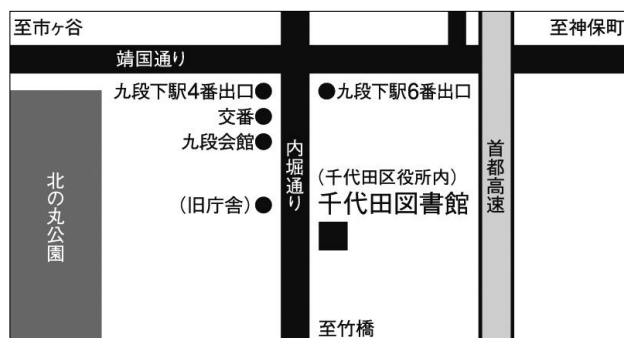 至市ヶ谷
至神保町
靖国通り
九段下駅4番出口
九段下駅6番出口
交番
九段会館
内堀通り
首都高速
北の丸公園
(千代田区役所内)
(旧庁舎)
千代田図書館
至竹橋